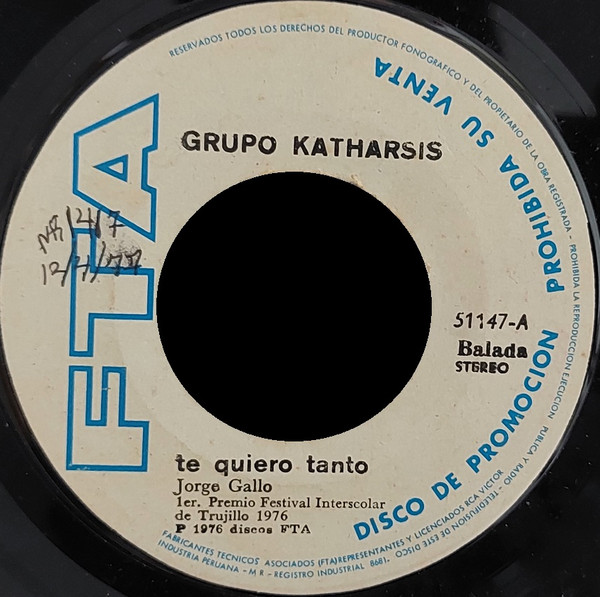 RESERVADOS TODOS LOS DERECHOS DEL PRODUCTOR FONOGRAFICO Y DEL PROPIETARIO DE LA OBRA REGISTRADA - PROHIBIDA LA REPRODUCCION EJECUCION PUBLICA Y RADIO - TELEDIFUSION DE ESTE DISCO
PROHIBIDA SU VENTA
GRUPO KATHARSIS
FTA
12/4/77
51147-A
Balada
STEREO
DISCO DE PROMOCION
te quiero tanto
Jorge Gallo
1er. Premio Festival Interscolar
de Trujillo 1976
P 1976 discos FTA
FABRICANTES TECNICOS ASOCIADOS (FTA) REPRESENTANTES Y LICENCIADOS RCA VICTOR
INDUSTRIA PERUANA - M R - REGISTRO INDUSTRIAL 8681